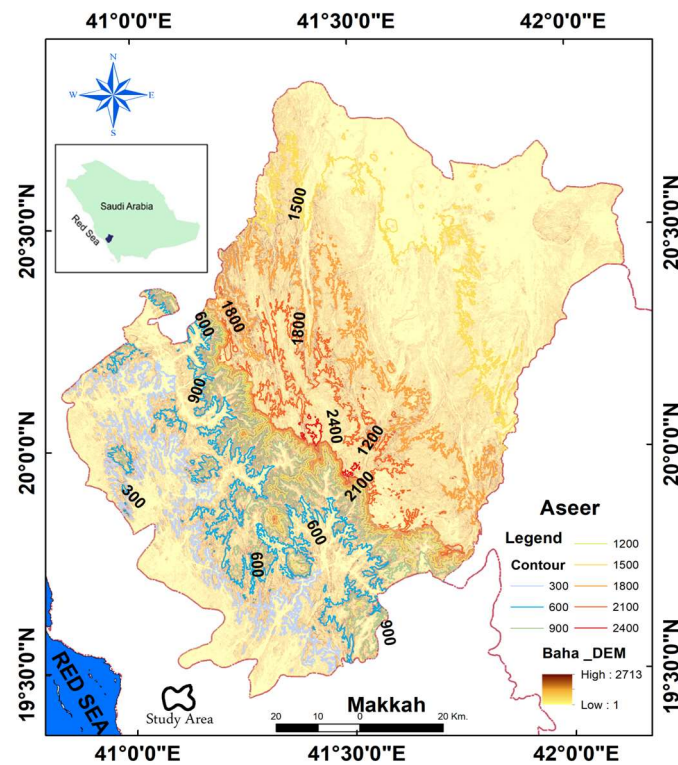 41°0'0"E 41°30'0"E 42°0'0"E
N
W E
S
Saudi Arabia
Red Sea
20°30'0"N
20°30'0"N
1500
600
1800
1800
900
2400
1200
2100
20°0'0"N
20°0'0"N
300
600
600
900
Aseer
Legend
Contour
300
600
900
1200
1500
1800
2100
2400
Baha _DEM
High : 2713
Low : 1
19°30'0"N
19°30'0"N
RED SEA
Study Area
Makkah
20 10 0 20 Km.
41°0'0"E 41°30'0"E 42°0'0"E